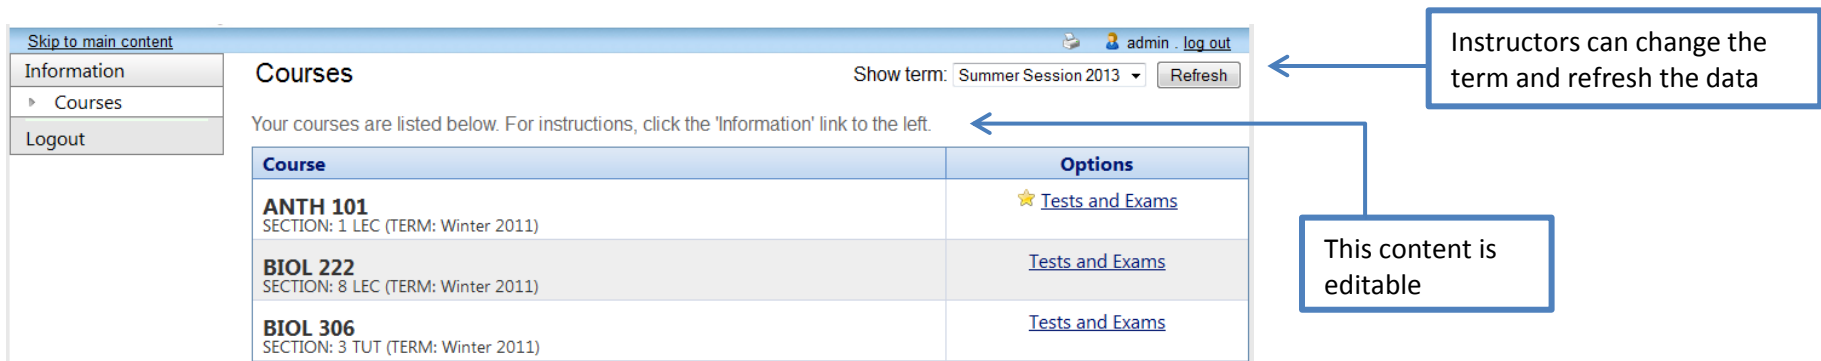 Skip to main content
admin . log out
Information
Courses
Logout
Courses
Show term: Summer Session 2013 Refresh
Your courses are listed below. For instructions, click the 'Information' link to the left.
Course Options
ANTH 101
SECTION: 1 LEC (TERM: Winter 2011)
Tests and Exams
BIOL 222
SECTION: 8 LEC (TERM: Winter 2011)
Tests and Exams
BIOL 306
SECTION: 3 TUT (TERM: Winter 2011)
Tests and Exams
Instructors can change the
term and refresh the data
This content is
editable